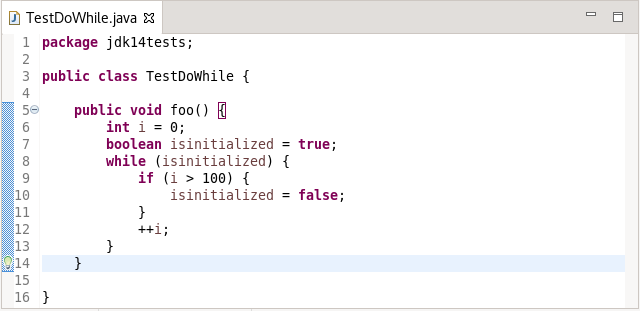 TestDoWhile.java
1 package jdk14tests;
2
3 public class TestDoWhile {
4
5     public void foo() {
6         int i = 0;
7         boolean isinitialized = true;
8         while (isinitialized) {
9             if (i > 100) {
10                 isinitialized = false;
11             }
12             ++i;
13         }
14     }
15
16 }